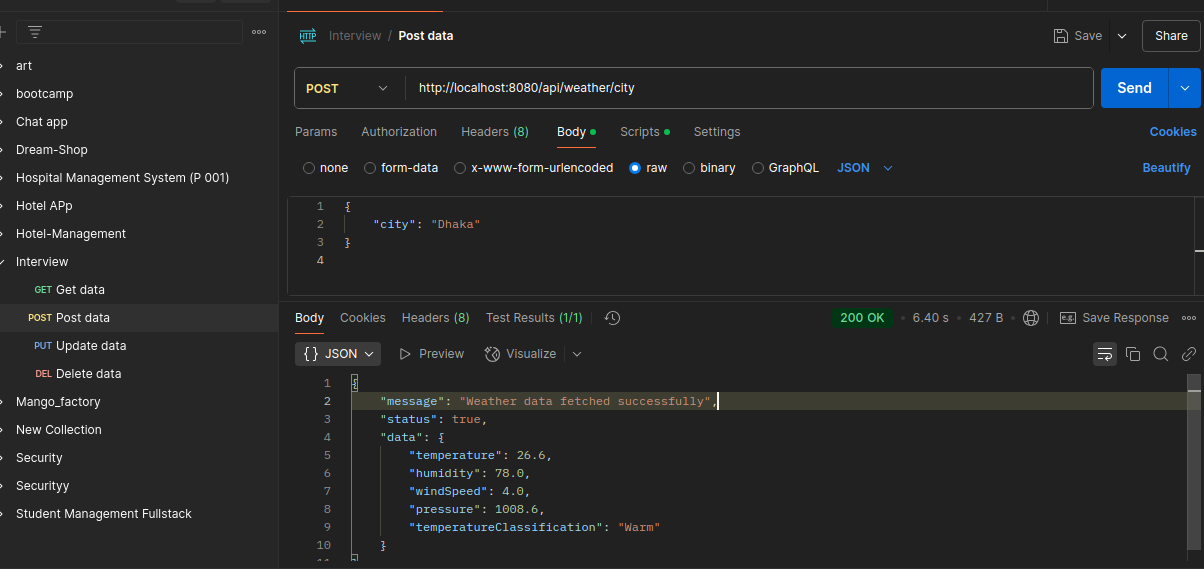 art
bootcamp
Chat app
Dream-Shop
Hospital Management System (P 001)
Hotel APp
Hotel-Management
Interview
GET Get data
POST Post data
PUT Update data
DEL Delete data
Mango_factory
New Collection
Security
Securityy
Student Management Fullstack
HTTP Interview / Post data
Save
Share
POST http://localhost:8080/api/weather/city
Send
Params Authorization Headers (8) Body Scripts Settings
Cookies
none form-data x-www-form-urlencoded raw binary GraphQL JSON
Beautify
1 {
2 "city": "Dhaka"
3 }
4
Body Cookies Headers (8) Test Results (1/1)
200 OK • 6.40 s • 427 B • e.g. Save Response
{} JSON Preview Visualize
1 {
2 "message": "Weather data fetched successfully",
3 "status": true,
4 "data": {
5 "temperature": 26.6,
6 "humidity": 78.0,
7 "windSpeed": 4.0,
8 "pressure": 1008.6,
9 "temperatureClassification": "Warm"
10 }